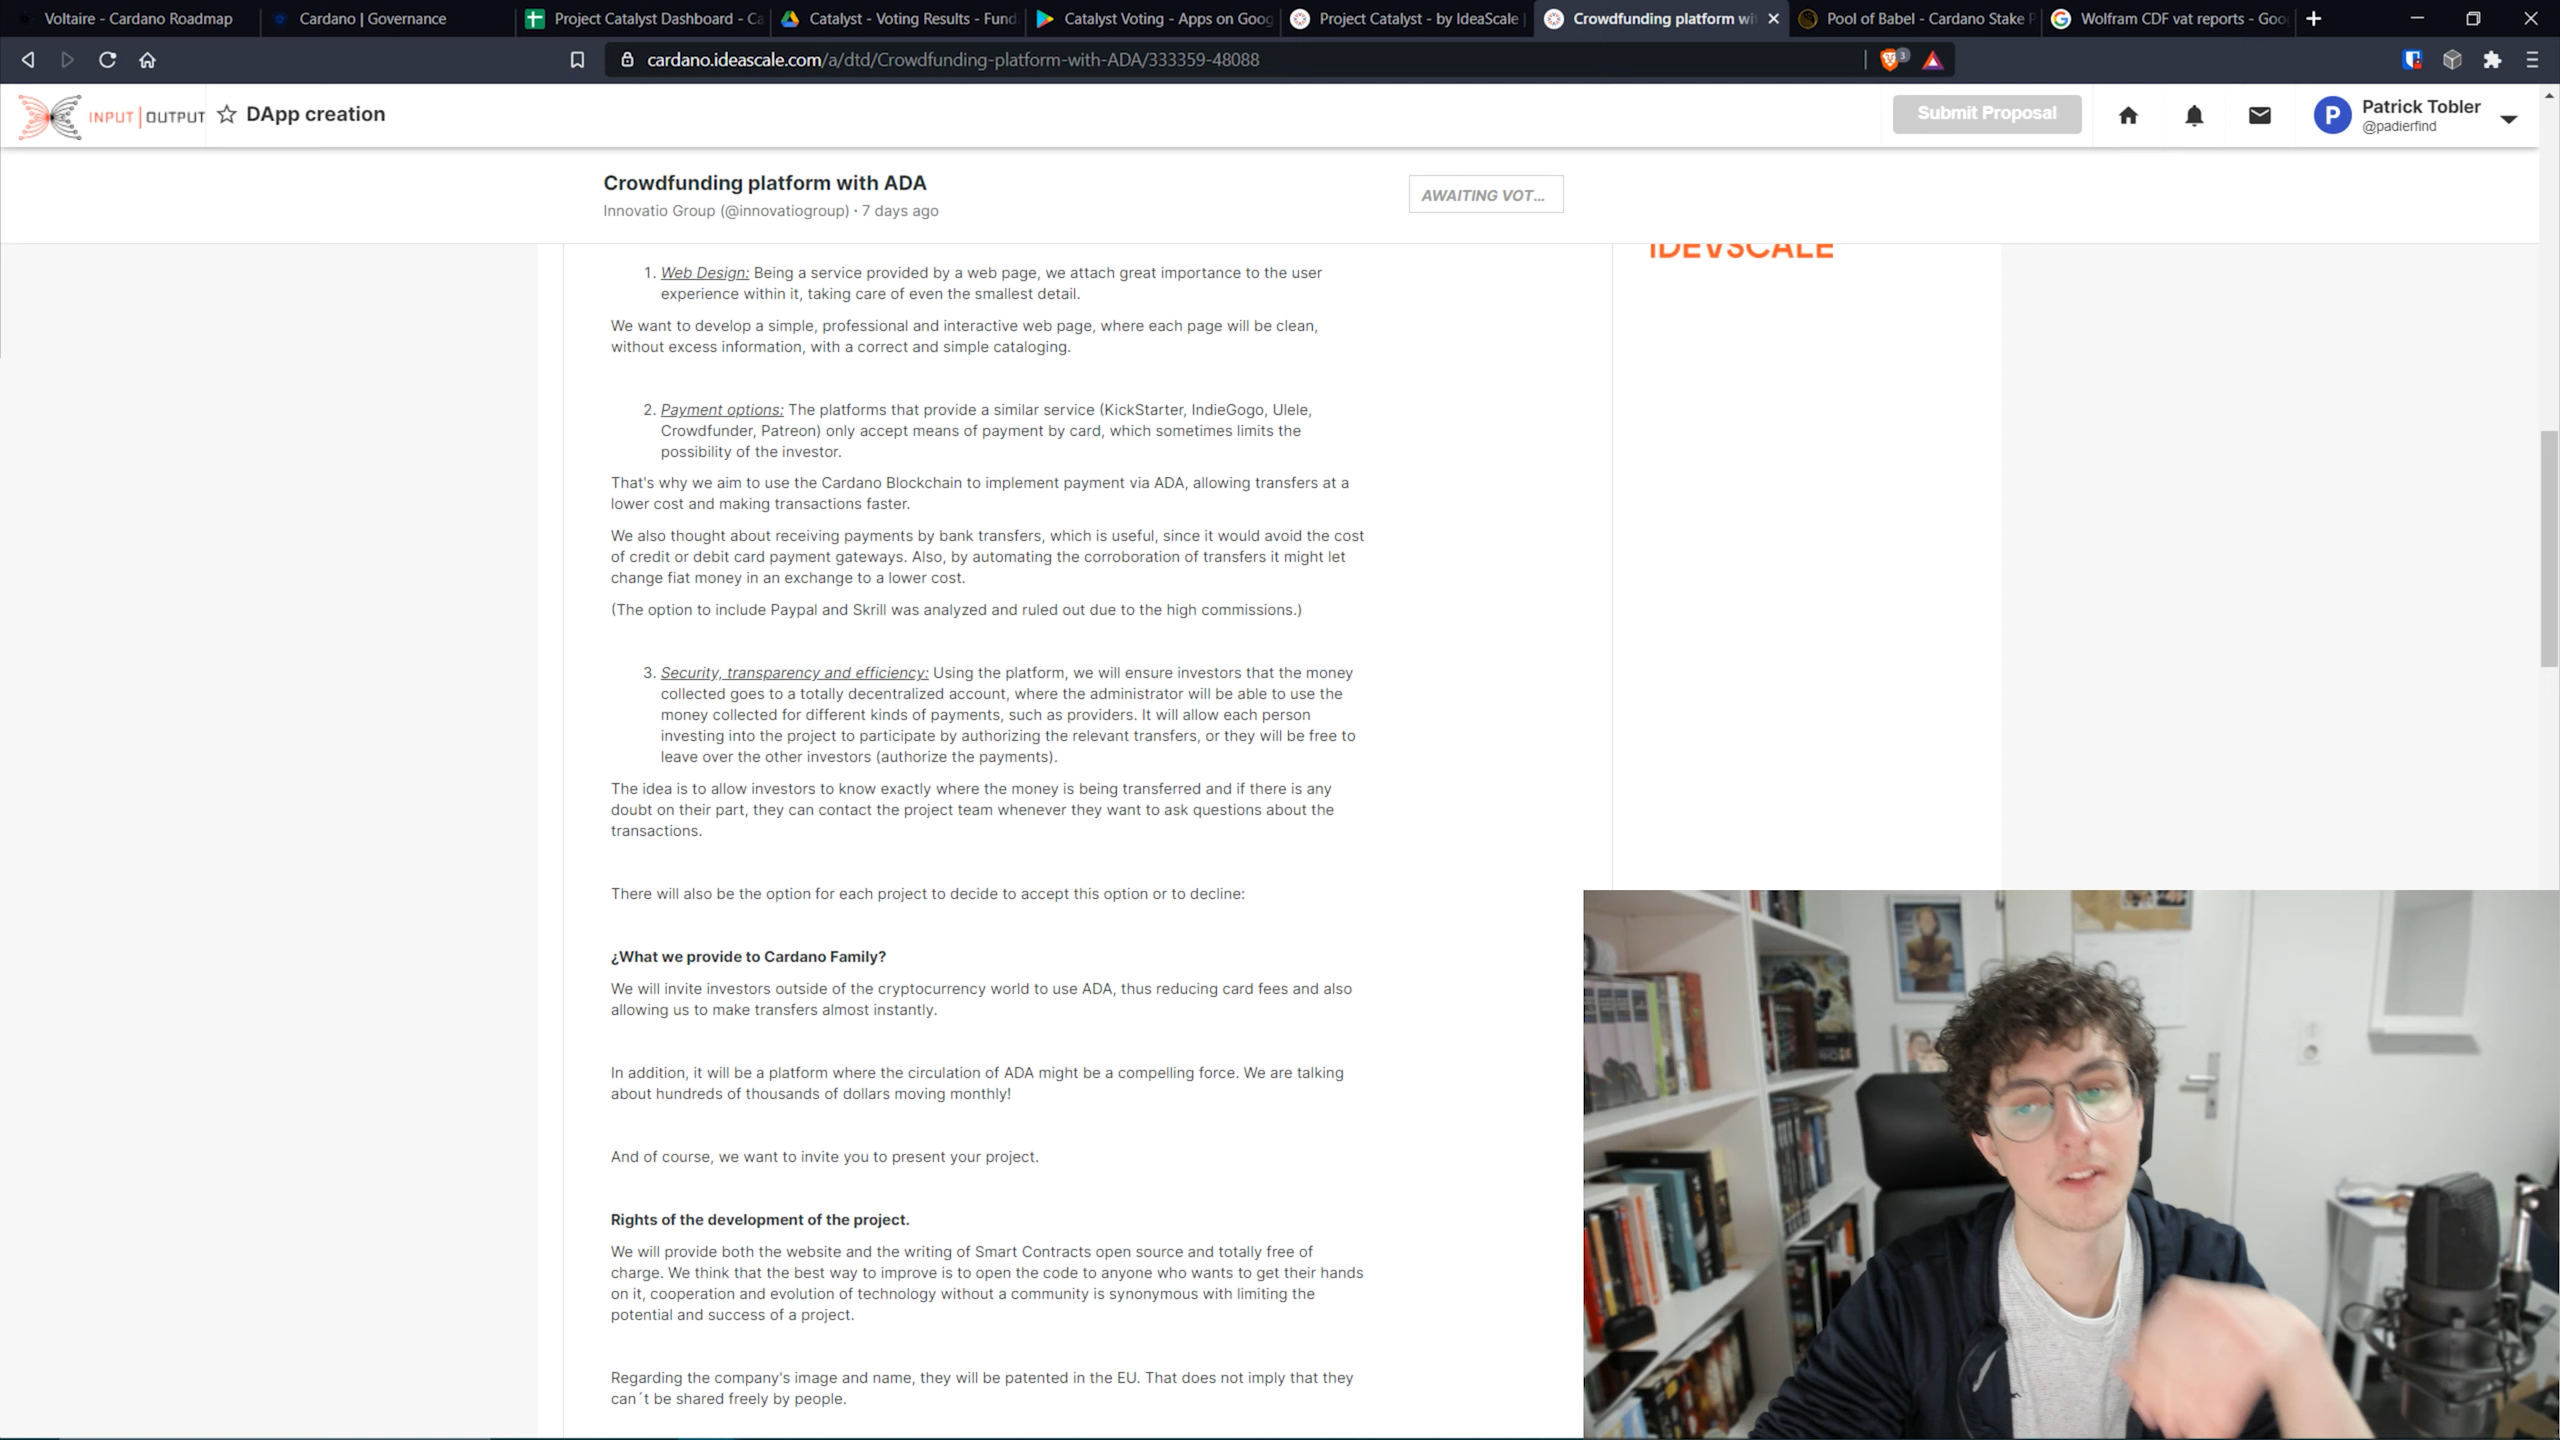 Voltaire - Cardano Roadmap
Cardano | Governance
Project Catalyst Dashboard - Ca
Catalyst - Voting Results - Fund
Catalyst Voting - Apps on Goog
Project Catalyst - by IdeaScale
Crowdfunding platform wi
Pool of Babel - Cardano Stake P
Wolfram CDF vat reports - Goo
cardano.ideascale.com/a/dtd/Crowdfunding-platform-with-ADA/333359-48088
3
INPUT | OUTPUT
DApp creation
Submit Proposal
P
Patrick Tobler
@padierfind
Crowdfunding platform with ADA
Innovatio Group (@innovatiogroup) · 7 days ago
AWAITING VOT...
IDEASCALE
1. Web Design: Being a service provided by a web page, we attach great importance to the user
experience within it, taking care of even the smallest detail.
We want to develop a simple, professional and interactive web page, where each page will be clean,
without excess information, with a correct and simple cataloging.
2. Payment options: The platforms that provide a similar service (KickStarter, IndieGogo, Ulele,
Crowdfunder, Patreon) only accept means of payment by card, which sometimes limits the
possibility of the investor.
That's why we aim to use the Cardano Blockchain to implement payment via ADA, allowing transfers at a
lower cost and making transactions faster.
We also thought about receiving payments by bank transfers, which is useful, since it would avoid the cost
of credit or debit card payment gateways. Also, by automating the corroboration of transfers it might let
change fiat money in an exchange to a lower cost.
(The option to include Paypal and Skrill was analyzed and ruled out due to the high commissions.)
3. Security, transparency and efficiency: Using the platform, we will ensure investors that the money
collected goes to a totally decentralized account, where the administrator will be able to use the
money collected for different kinds of payments, such as providers. It will allow each person
investing into the project to participate by authorizing the relevant transfers, or they will be free to
leave over the other investors (authorize the payments).
The idea is to allow investors to know exactly where the money is being transferred and if there is any
doubt on their part, they can contact the project team whenever they want to ask questions about the
transactions.
There will also be the option for each project to decide to accept this option or to decline:
¿What we provide to Cardano Family?
We will invite investors outside of the cryptocurrency world to use ADA, thus reducing card fees and also
allowing us to make transfers almost instantly.
In addition, it will be a platform where the circulation of ADA might be a compelling force. We are talking
about hundreds of thousands of dollars moving monthly!
And of course, we want to invite you to present your project.
Rights of the development of the project.
We will provide both the website and the writing of Smart Contracts open source and totally free of
charge. We think that the best way to improve is to open the code to anyone who wants to get their hands
on it, cooperation and evolution of technology without a community is synonymous with limiting the
potential and success of a project.
Regarding the company's image and name, they will be patented in the EU. That does not imply that they
can´t be shared freely by people.